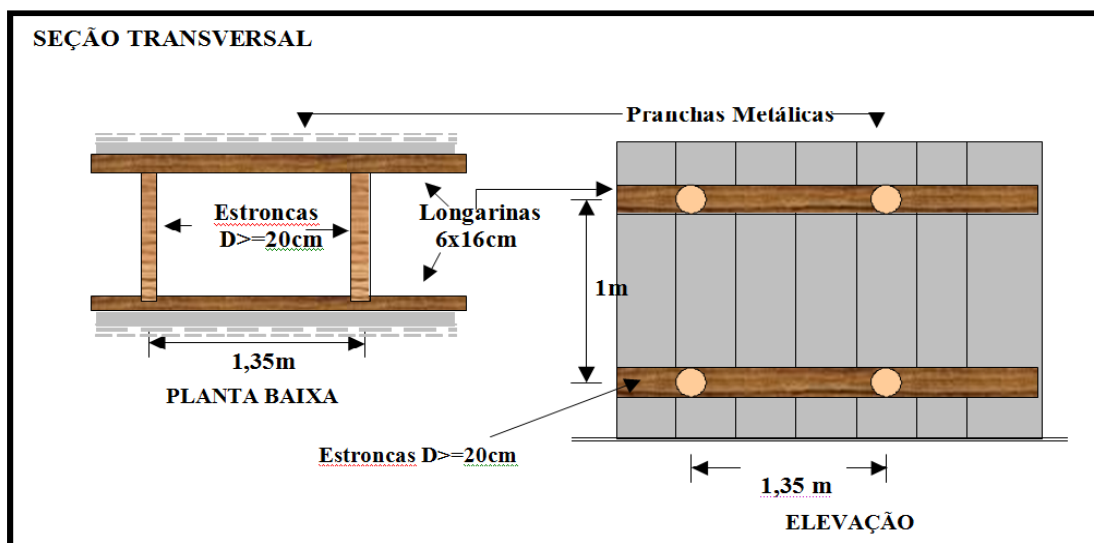 SEÇÃO TRANSVERSAL
Pranchas Metálicas
Estroncas
D>=20cm
Longarinas
6x16cm
1m
1,35m
PLANTA BAIXA
Estroncas D>=20cm
1,35 m
ELEVAÇÃO